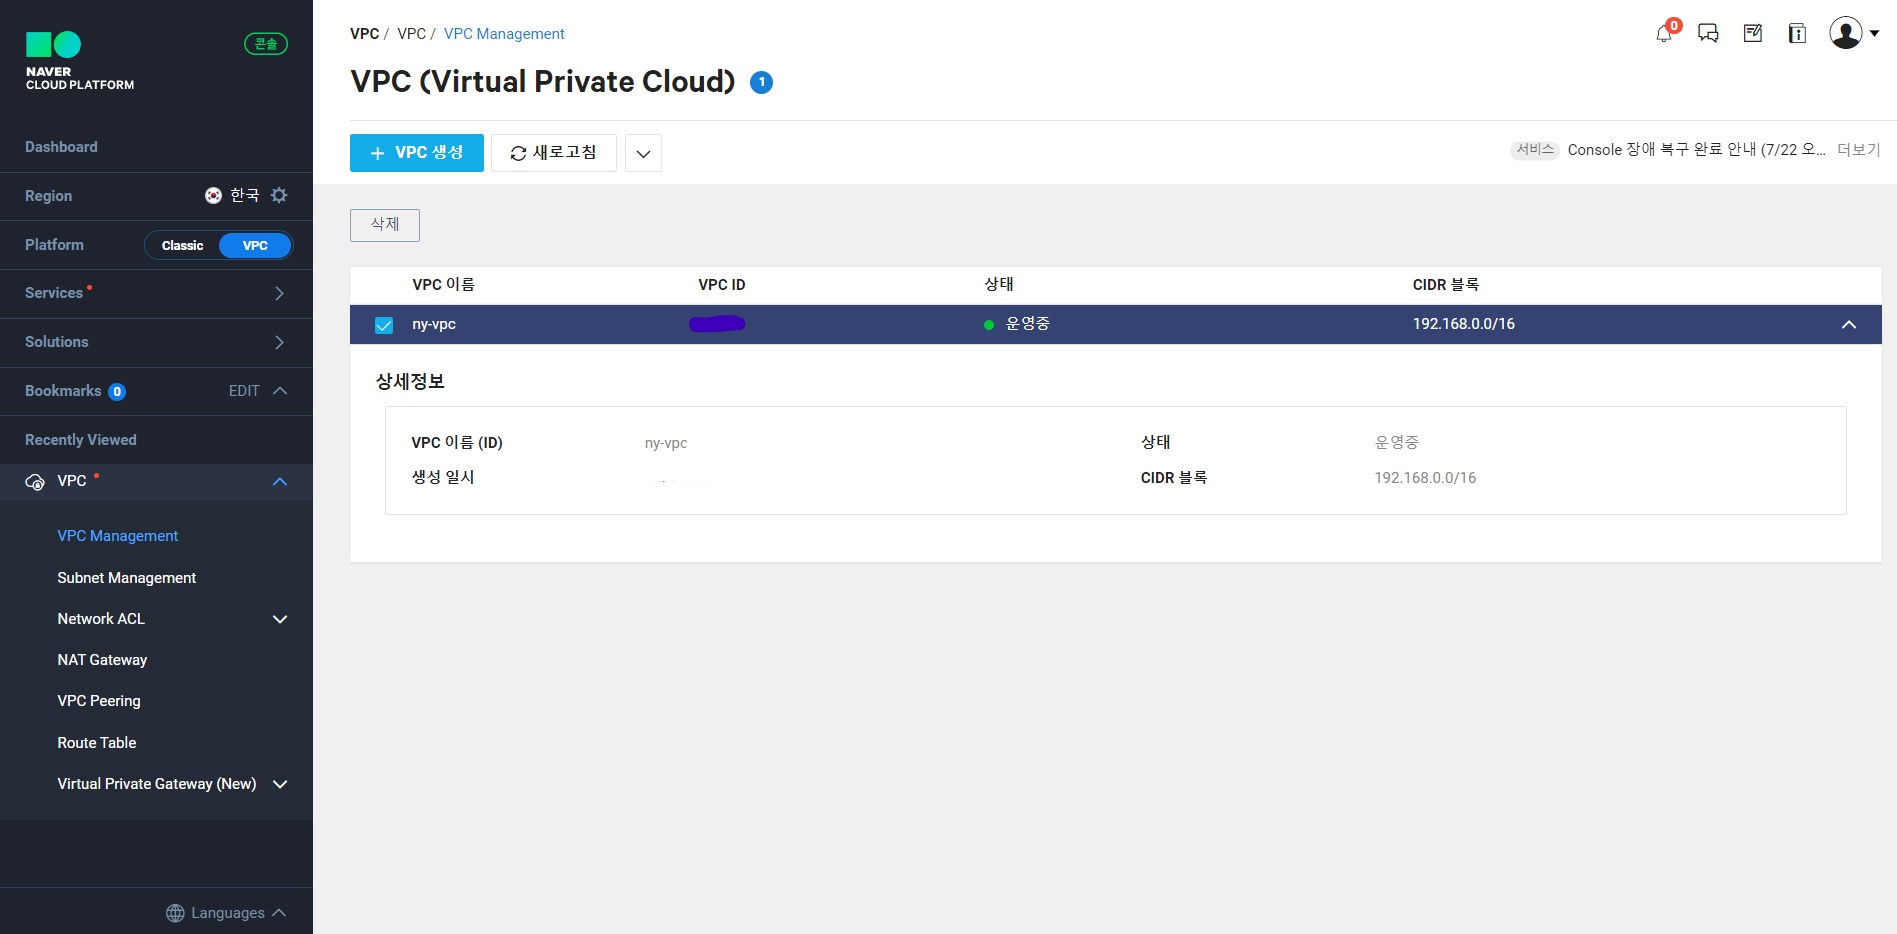 NAVER
CLOUD PLATFORM
콘솔
Dashboard
Region 한국
Platform Classic VPC
Services
Solutions
Bookmarks 0 EDIT
Recently Viewed
VPC
VPC Management
Subnet Management
Network ACL
NAT Gateway
VPC Peering
Route Table
Virtual Private Gateway (New)
Languages
VPC / VPC / VPC Management
0
VPC (Virtual Private Cloud) 1
+ VPC 생성 새로고침
서비스 Console 장애 복구 완료 안내 (7/22 오... 더보기
삭제
VPC 이름 VPC ID 상태 CIDR 블록
ny-vpc 운영중 192.168.0.0/16
상세정보
VPC 이름 (ID) ny-vpc 상태 운영중
생성 일시 CIDR 블록 192.168.0.0/16